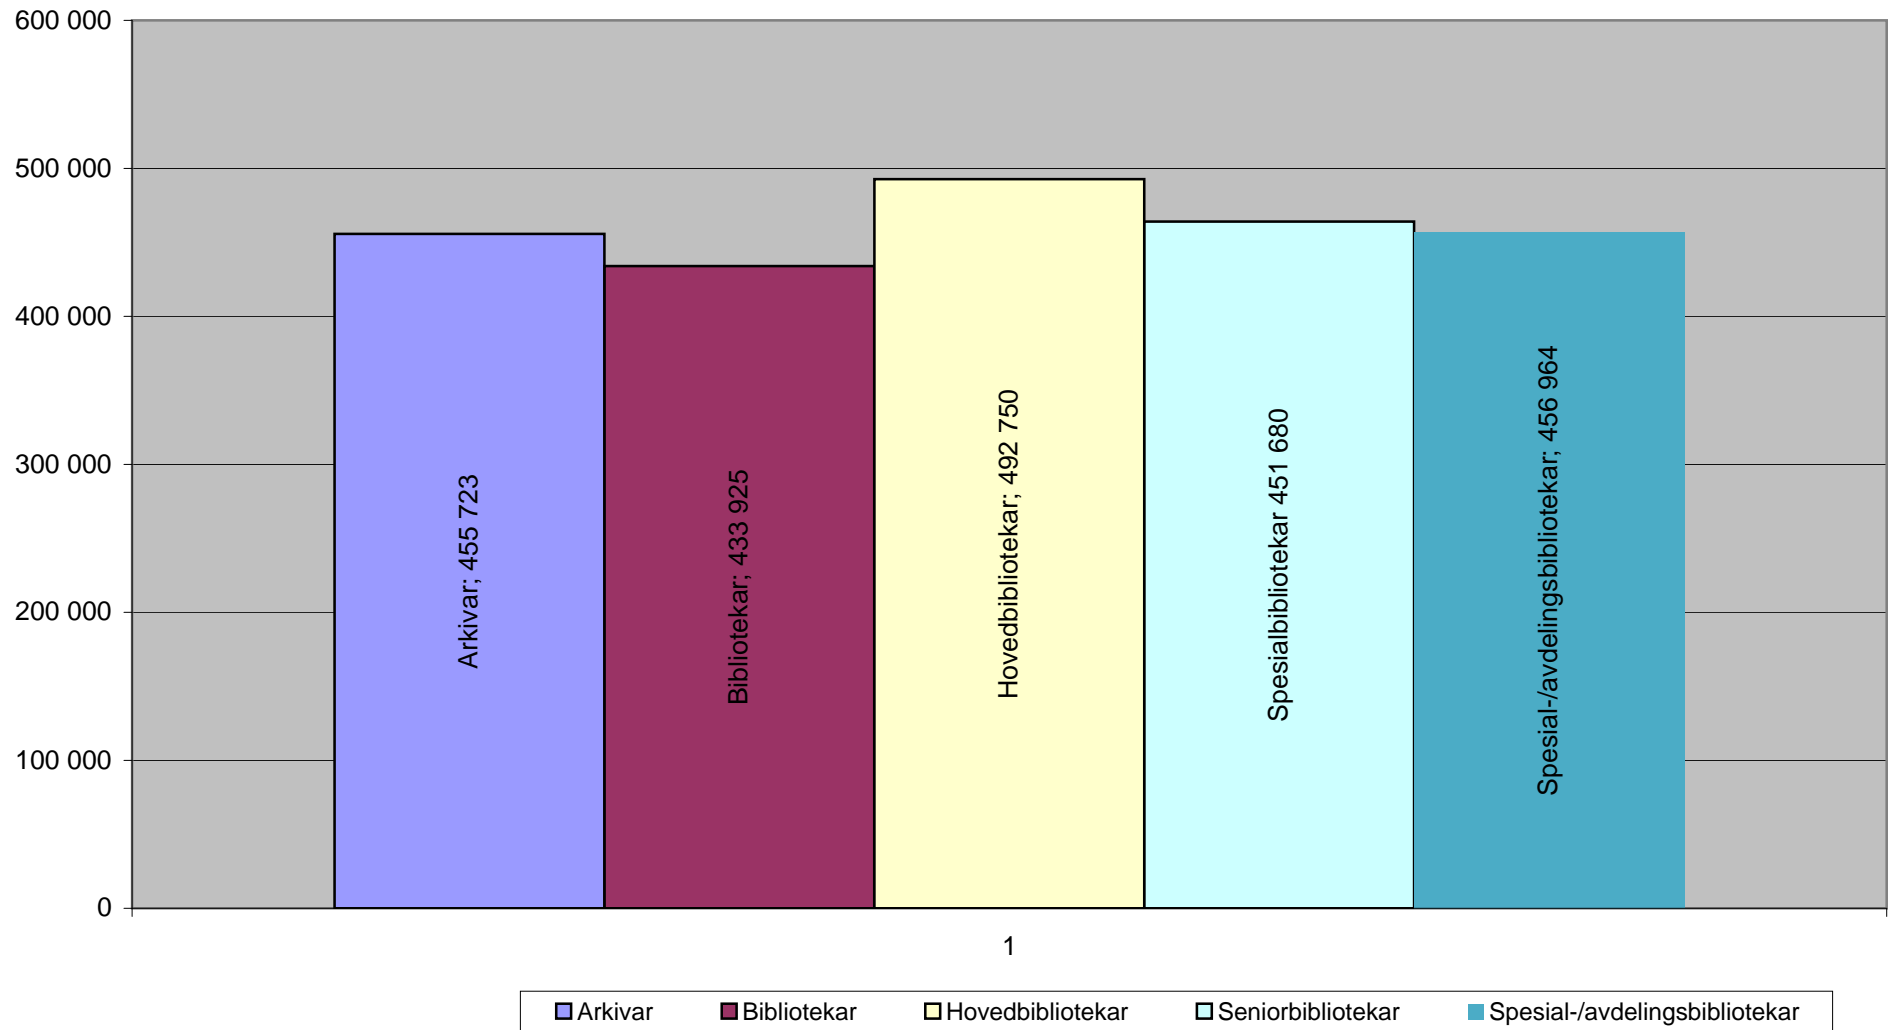 600 000
500 000
400 000
300 000
200 000
100 000
0
Arkivar; 455 723
Bibliotekar; 433 925
Hovedbibliotekar; 492 750
Spesialbibliotekar 451 680
Spesial-/avdelingsbibliotekar; 456 964
1
Arkivar Bibliotekar Hovedbibliotekar Seniorbibliotekar Spesial-/avdelingsbibliotekar